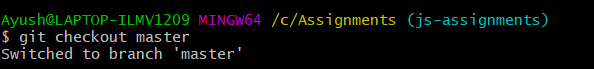 Ayush@LAPTOP-ILMV1209 MINGW64 /c/Assignments (js-assignments)
$ git checkout master
Switched to branch 'master'